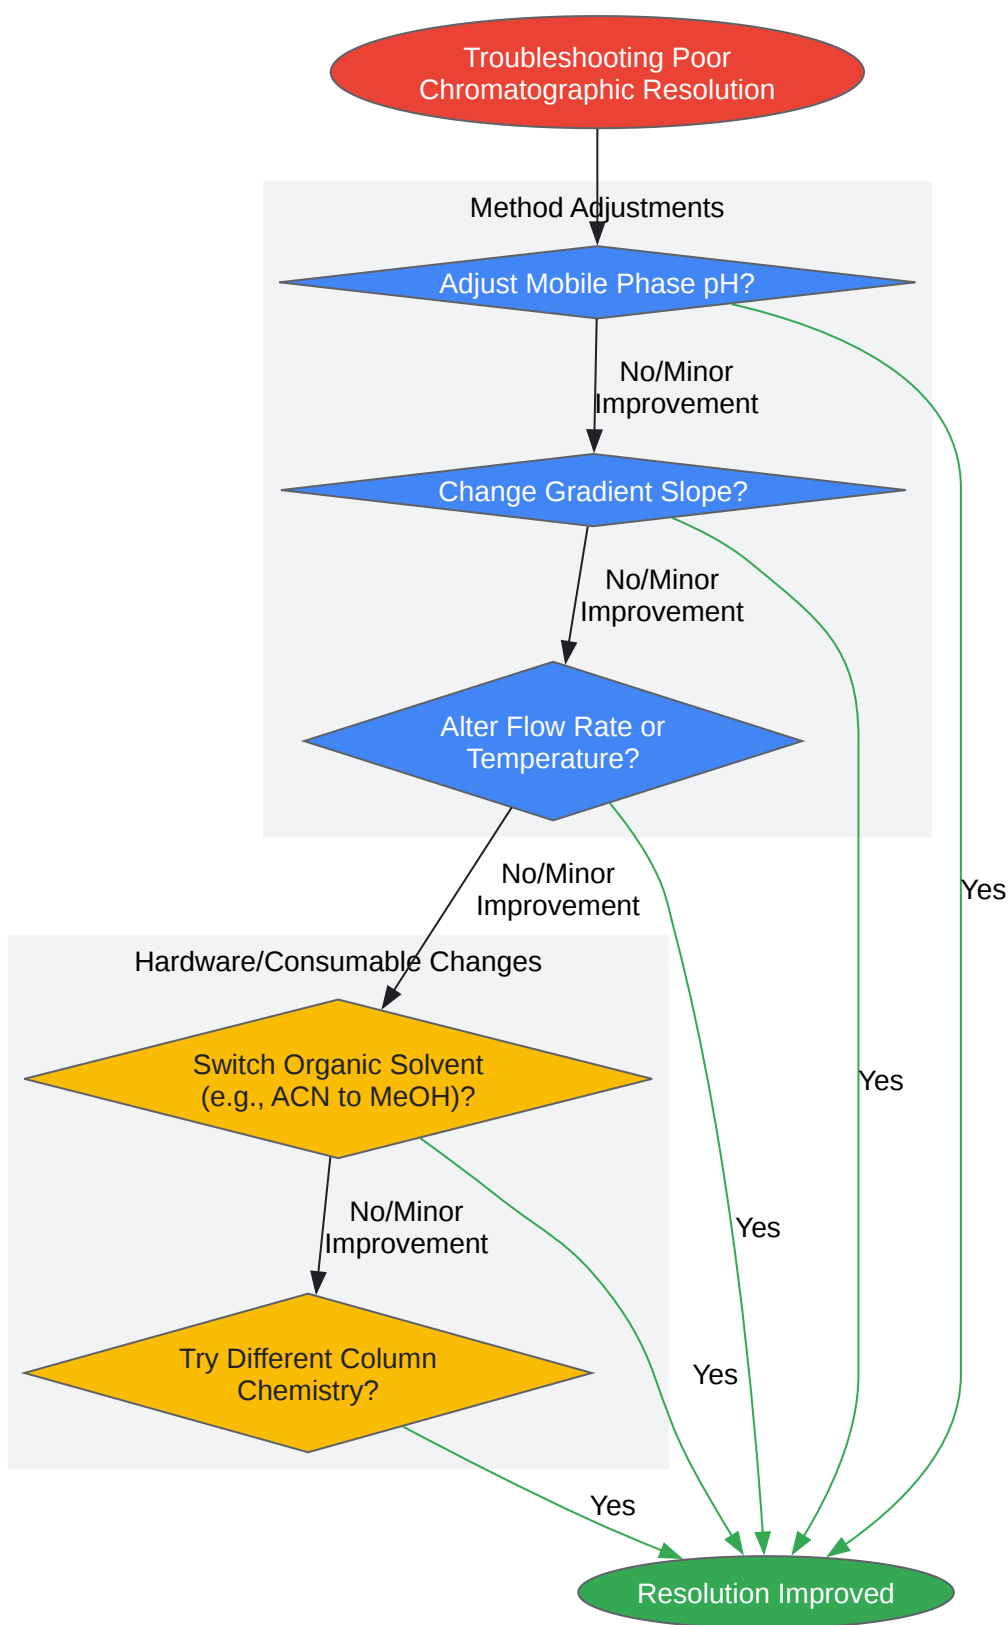 Troubleshooting Poor
Chromatographic Resolution
Method Adjustments
Adjust Mobile Phase pH?
No/Minor
Improvement
Change Gradient Slope?
No/Minor
Improvement
Alter Flow Rate or
Temperature?
No/Minor
Improvement
Yes
Hardware/Consumable Changes
Switch Organic Solvent
(e.g., ACN to MeOH)?
Yes
No/Minor
Improvement
Yes
Try Different Column
Chemistry?
Yes
Yes
Resolution Improved